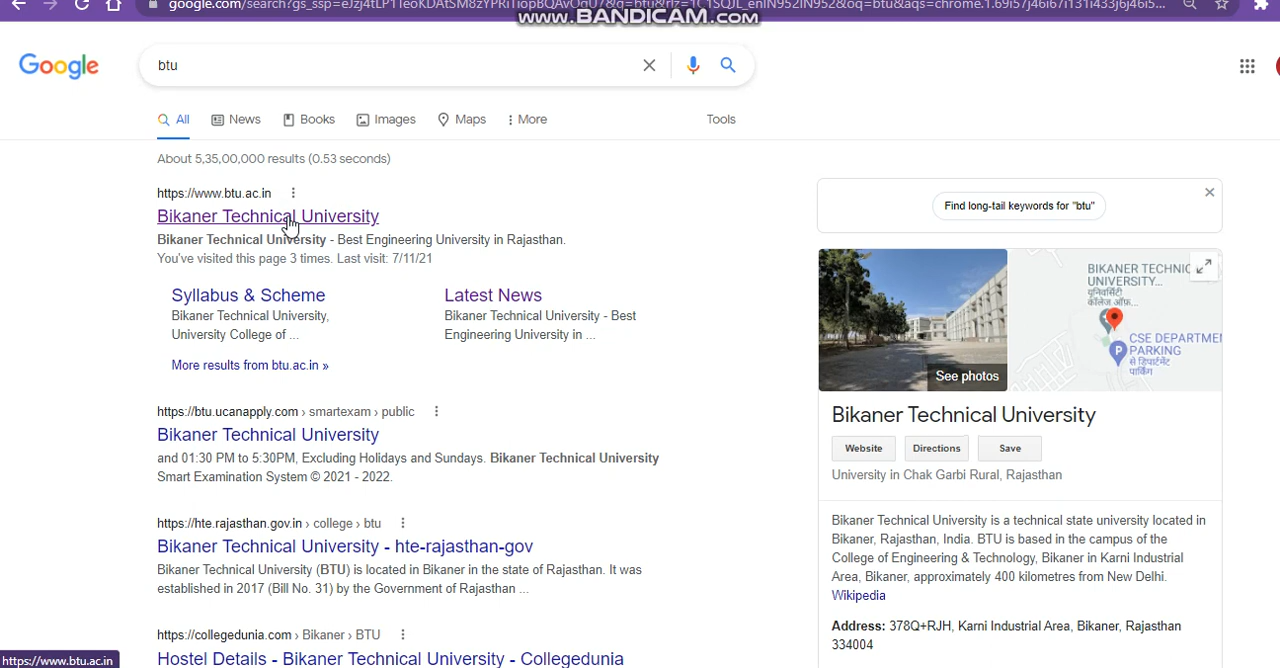 google.com/search?gs_ssp=
www.BANDICAM.com
Google
btu
All
News
Books
Images
Maps
More
Tools
About 5,35,00,000 results (0.53 seconds)
https://www.btu.ac.in
Bikaner Technical University
Bikaner Technical University - Best Engineering University in Rajasthan.
You've visited this page 3 times. Last visit: 7/11/21
Syllabus & Scheme
Bikaner Technical University,
University College of ...
Latest News
Bikaner Technical University - Best
Engineering University in ...
More results from btu.ac.in »
https://btu.ucanapply.com › smartexam › public
Bikaner Technical University
and 01:30 PM to 5:30PM, Excluding Holidays and Sundays. Bikaner Technical University
Smart Examination System © 2021 - 2022.
https://hte.rajasthan.gov.in › college › btu
Bikaner Technical University - hte-rajasthan-gov
Bikaner Technical University (BTU) is located in Bikaner in the state of Rajasthan. It was
established in 2017 (Bill No. 31) by the Government of Rajasthan ...
https://collegedunia.com › Bikaner › BTU
Hostel Details - Bikaner Technical University - Collegedunia
https://www.btu.ac.in
Find long-tail keywords for "btu"
See photos
BIKANER TECHNIC
UNIVERSITY...
यूनिवर्सिटी
कॉलेज ऑफ़...
CSE DEPARTMEN
PARKING
से डिपार्टमेंट
पार्किंग
Bikaner Technical University
Website
Directions
Save
University in Chak Garbi Rural, Rajasthan
Bikaner Technical University is a technical state university located in
Bikaner, Rajasthan, India. BTU is based in the campus of the
College of Engineering & Technology, Bikaner in Karni Industrial
Area, Bikaner, approximately 400 kilometres from New Delhi.
Wikipedia
Address: 378Q+RJH, Karni Industrial Area, Bikaner, Rajasthan
334004